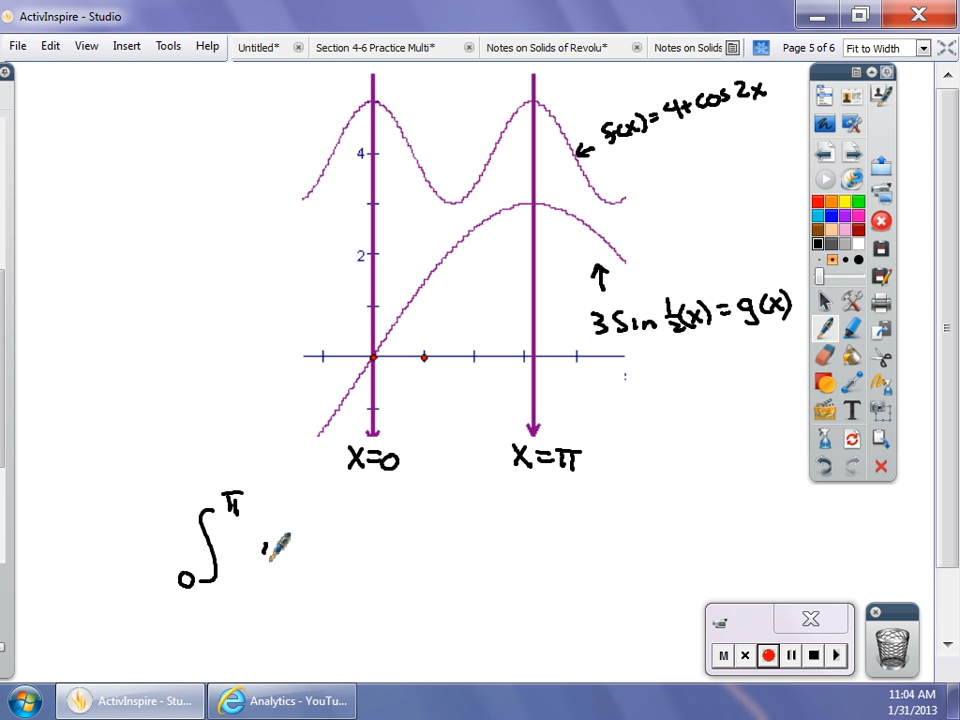 ActivInspire - Studio
File Edit View Insert Tools Help
Untitled* Section 4-6 Practice Multi* Notes on Solids of Revolu* Notes on Solids Page 5 of 6 Fit to Width
f(x)=4+cos2x
4
2
3 Sin ½(x) = g(x)
X=0 X=π
π
∫
0
T
M
ActivInspire - Stu...
Analytics - YouTu...
11:04 AM
1/31/2013